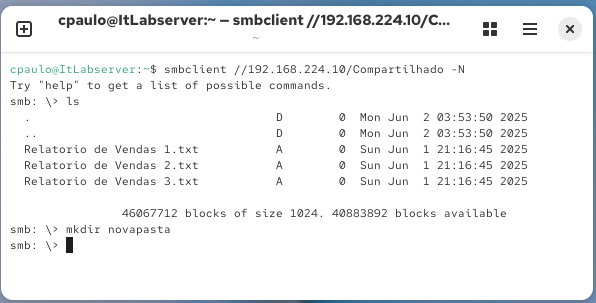 cpaulo@ItLabserver:~ — smbclient //192.168.224.10/C...
~
cpaulo@ItLabserver:~$ smbclient //192.168.224.10/Compartilhado -N
Try "help" to get a list of possible commands.
smb: \> ls
  .                                   D        0  Mon Jun  2 03:53:50 2025
  ..                                  D        0  Mon Jun  2 03:53:50 2025
  Relatorio de Vendas 1.txt           A        0  Sun Jun  1 21:16:45 2025
  Relatorio de Vendas 2.txt           A        0  Sun Jun  1 21:16:45 2025
  Relatorio de Vendas 3.txt           A        0  Sun Jun  1 21:16:45 2025
                46067712 blocks of size 1024. 40883892 blocks available
smb: \> mkdir novapasta
smb: \>